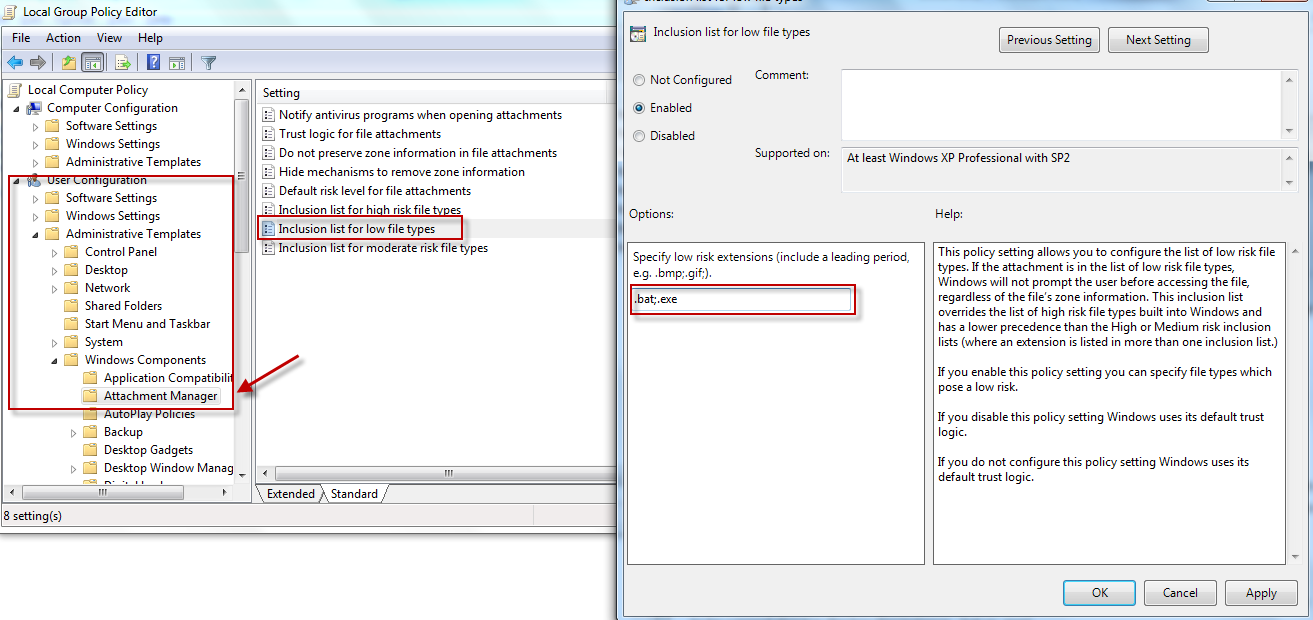 Local Group Policy Editor
File Action View Help
Local Computer Policy
Computer Configuration
Software Settings
Windows Settings
Administrative Templates
User Configuration
Software Settings
Windows Settings
Administrative Templates
Control Panel
Desktop
Network
Shared Folders
Start Menu and Taskbar
System
Windows Components
Application Compatibilit
Attachment Manager
AutoPlay Policies
Backup
Desktop Gadgets
Desktop Window Manag
Setting
Notify antivirus programs when opening attachments
Trust logic for file attachments
Do not preserve zone information in file attachments
Hide mechanisms to remove zone information
Default risk level for file attachments
Inclusion list for high risk file types
Inclusion list for low file types
Inclusion list for moderate risk file types
Extended Standard
8 setting(s)
Inclusion list for low file types
Inclusion list for low file types
Previous Setting Next Setting
Not Configured
Enabled
Disabled
Comment:
Supported on:
At least Windows XP Professional with SP2
Options:
Help:
Specify low risk extensions (include a leading period,
e.g. .bmp;.gif;).
.bat;.exe
This policy setting allows you to configure the list of low risk file
types. If the attachment is in the list of low risk file types,
Windows will not prompt the user before accessing the file,
regardless of the file's zone information. This inclusion list
overrides the list of high risk file types built into Windows and
has a lower precedence than the High or Medium risk inclusion
lists (where an extension is listed in more than one inclusion list.)
If you enable this policy setting you can specify file types which
pose a low risk.
If you disable this policy setting Windows uses its default trust
logic.
If you do not configure this policy setting Windows uses its
default trust logic.
OK Cancel Apply